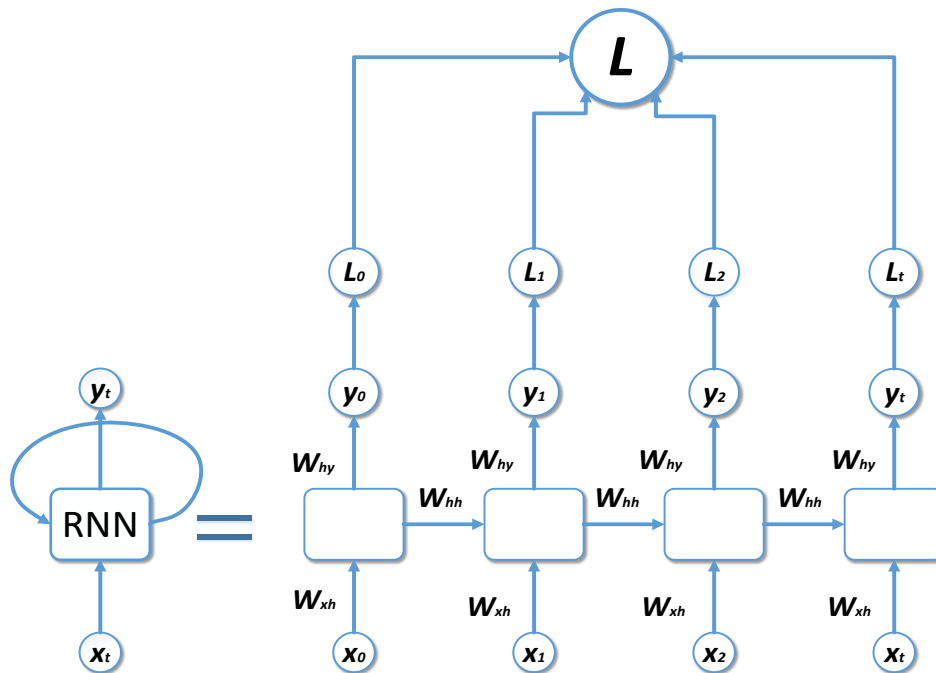 L
L0 L1 L2 Lt
yt y0 y1 y2 yt
Why Why Why Why
RNN = Whh Whh Whh
Wxh Wxh Wxh Wxh
xt x0 x1 x2 xt